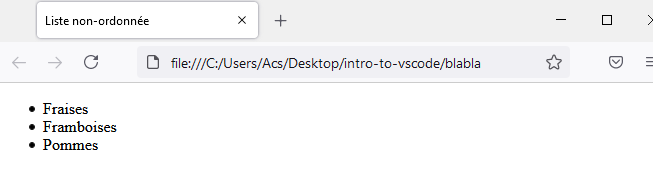 Liste non-ordonnée
file:///C:/Users/Acs/Desktop/intro-to-vscode/blabla
Fraises
Framboises
Pommes